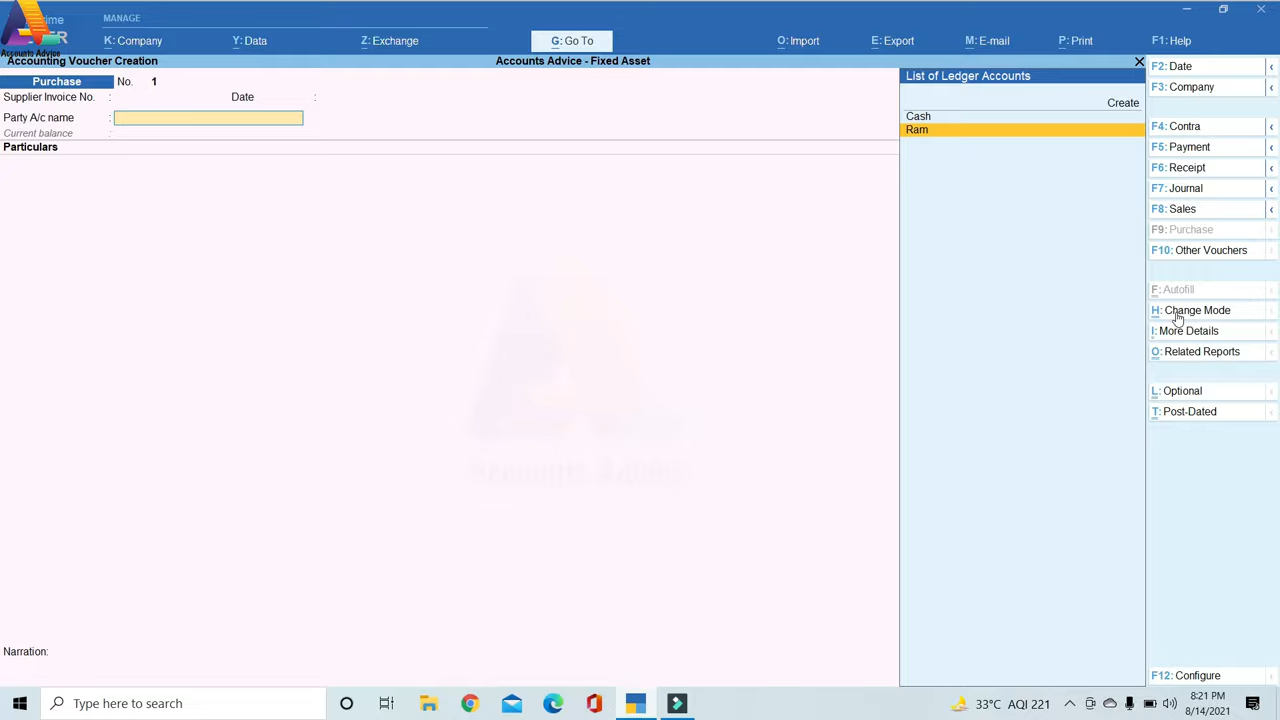 MANAGE
K: Company
Y: Data
Z: Exchange
G: Go To
O: Import
E: Export
M: E-mail
P: Print
F1: Help
Accounts Advice
Accounting Voucher Creation
Accounts Advice - Fixed Asset
Purchase No. 1
Supplier Invoice No. : Date :
Party A/c name :
Current balance :
Particulars
Narration:
List of Ledger Accounts
Create
Cash
Ram
F2: Date
F3: Company
F4: Contra
F5: Payment
F6: Receipt
F7: Journal
F8: Sales
F9: Purchase
F10: Other Vouchers
F: Autofill
H: Change Mode
I: More Details
O: Related Reports
L: Optional
T: Post-Dated
F12: Configure
Type here to search
33°C AQI 221
8:21 PM
8/14/2021